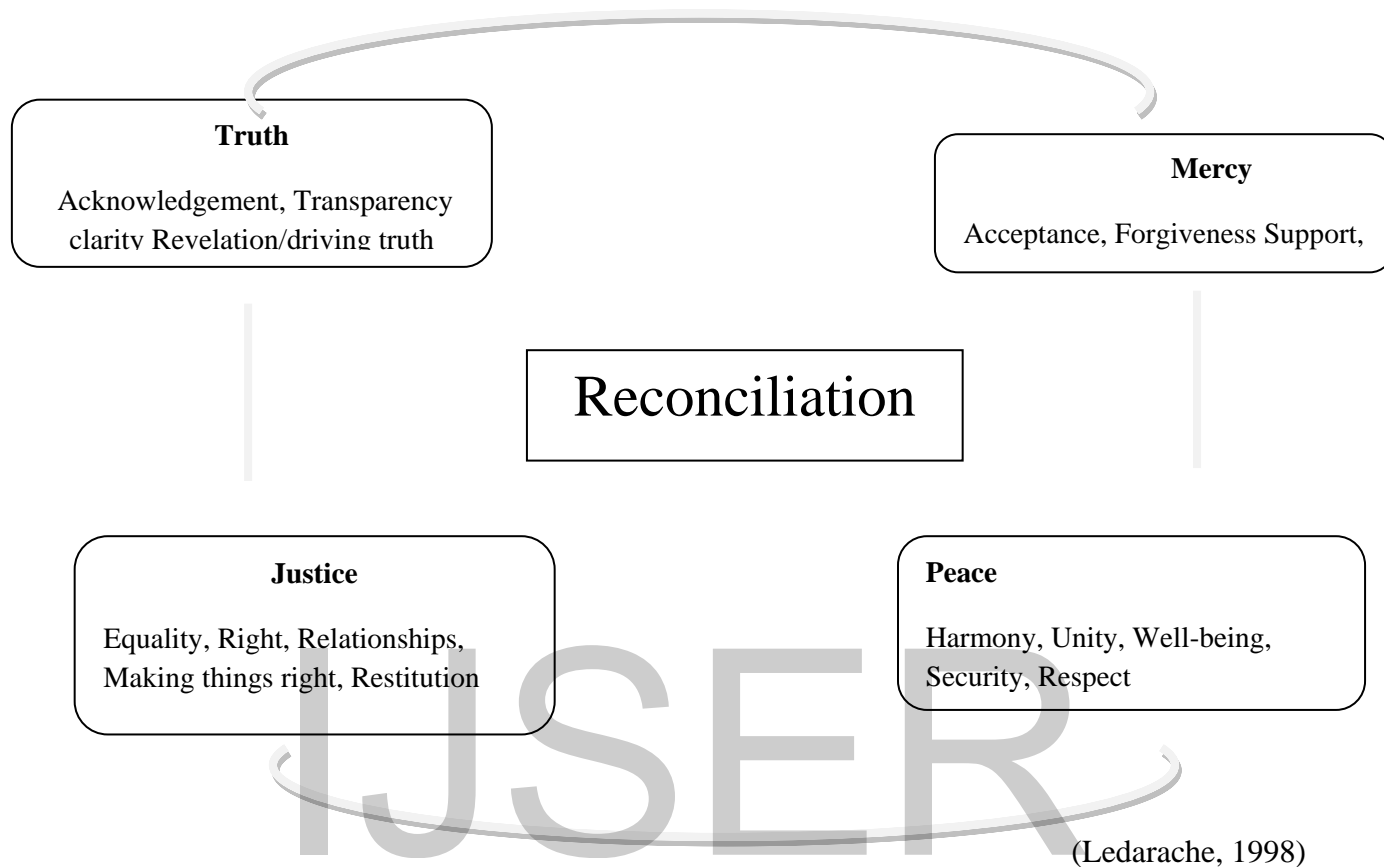 Truth
Acknowledgement, Transparency
clarity Revelation/driving truth
Mercy
Acceptance, Forgiveness Support,
Reconciliation
Justice
Equality, Right, Relationships,
Making things right, Restitution
Peace
Harmony, Unity, Well-being,
Security, Respect
IJSER
(Ledarache, 1998)